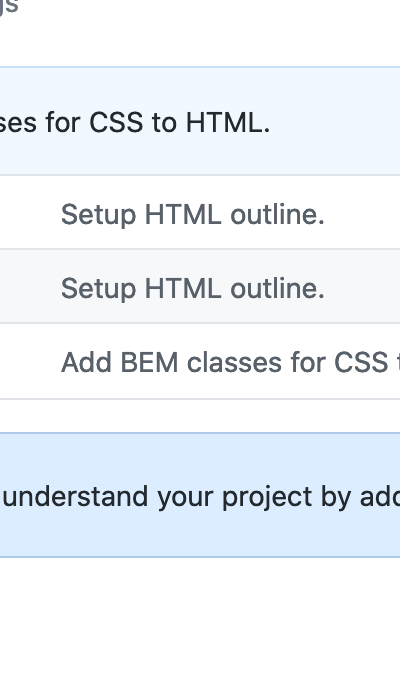 ses for CSS to HTML.
Setup HTML outline.
Setup HTML outline.
Add BEM classes for CSS
understand your project by add